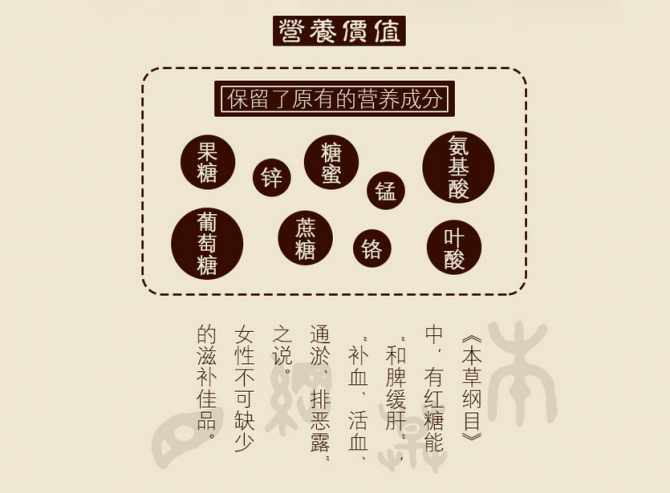 營養價值
保留了原有的营养成分
果糖
锌
糖蜜
锰
氨基酸
葡萄糖
蔗糖
铬
叶酸
《本草纲目》
中，有红糖能
“和脾缓肝”，
“补血、活血、
通淤、排恶露”
之说。
女性不可缺少
的滋补佳品。